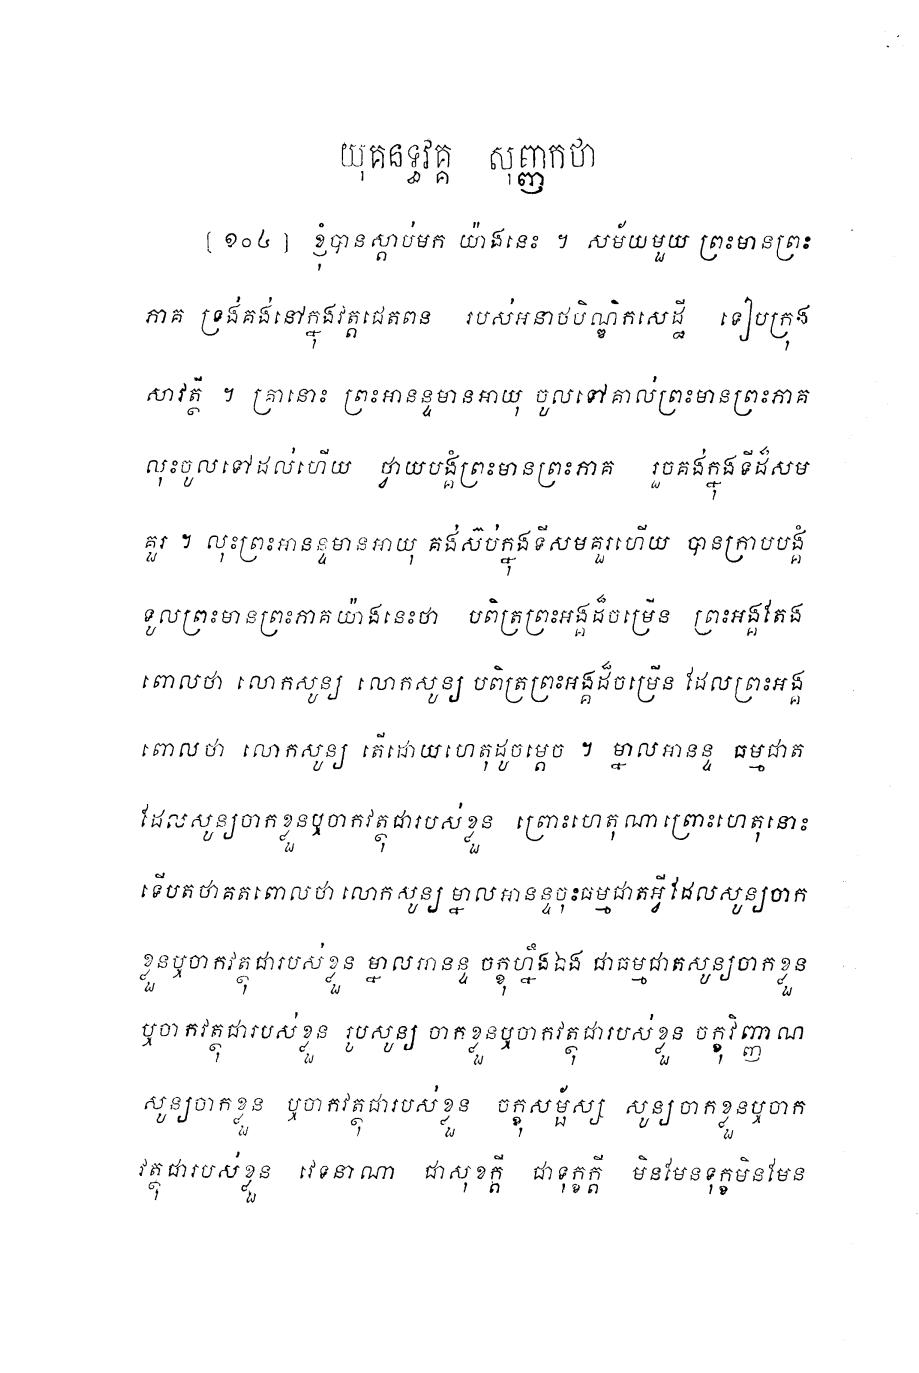 យុគនទ្ធវគ្គ សុញ្ញកថា
[ ១០៤ ] ខ្ញុំបានស្តាប់មក យ៉ាងនេះ ។ សម័យមួយ ព្រះមានព្រះ
ភាគ ទ្រង់គង់នៅក្នុងវត្តជេតពន របស់អនាថបិណ្ឌិកសេដ្ឋី ទៀបក្រុង
សាវត្ថី ។ គ្រានោះ ព្រះអានន្ទមានអាយុ ចូលទៅគាល់ព្រះមានព្រះភាគ
លុះចូលទៅដល់ហើយ ថ្វាយបង្គំព្រះមានព្រះភាគ រួចគង់ក្នុងទីដ៏សម
គួរ ។ លុះព្រះអានន្ទមានអាយុ គង់ស៊ប់ក្នុងទីសមគួរហើយ បានក្រាបបង្គំ
ទូលព្រះមានព្រះភាគយ៉ាងនេះថា បពិត្រព្រះអង្គដ៏ចម្រើន ព្រះអង្គតែង
ពោលថា លោកសូន្យ លោកសូន្យ បពិត្រព្រះអង្គដ៏ចម្រើន ដែលព្រះអង្គ
ពោលថា លោកសូន្យ តើដោយហេតុដូចម្តេច ។ ម្នាលអានន្ទ ធម្មជាត
ដែលសូន្យចាកខ្លួនឬចាកវត្ថុជារបស់ខ្លួន ព្រោះហេតុណាព្រោះហេតុនោះ
ទើបតថាគតពោលថា លោកសូន្យ ម្នាលអានន្ទចុះធម្មជាតអ្វីដែលសូន្យចាក
ខ្លួនឬចាកវត្ថុជារបស់ខ្លួន ម្នាលអានន្ទ ចក្ខុហ្នឹងឯង ជាធម្មជាតសូន្យចាកខ្លួន
ឬចាកវត្ថុជារបស់ខ្លួន រូបសូន្យ ចាកខ្លួនឬចាកវត្ថុជារបស់ខ្លួន ចក្ខុវិញ្ញាណ
សូន្យចាកខ្លួន ឬចាកវត្ថុជារបស់ខ្លួន ចក្ខុសម្ផ័ស្ស សូន្យចាកខ្លួនឬចាក
វត្ថុជារបស់ខ្លួន វេទនាណា ជាសុខក្តី ជាទុក្ខក្តី មិនមែនទុក្ខមិនមែន